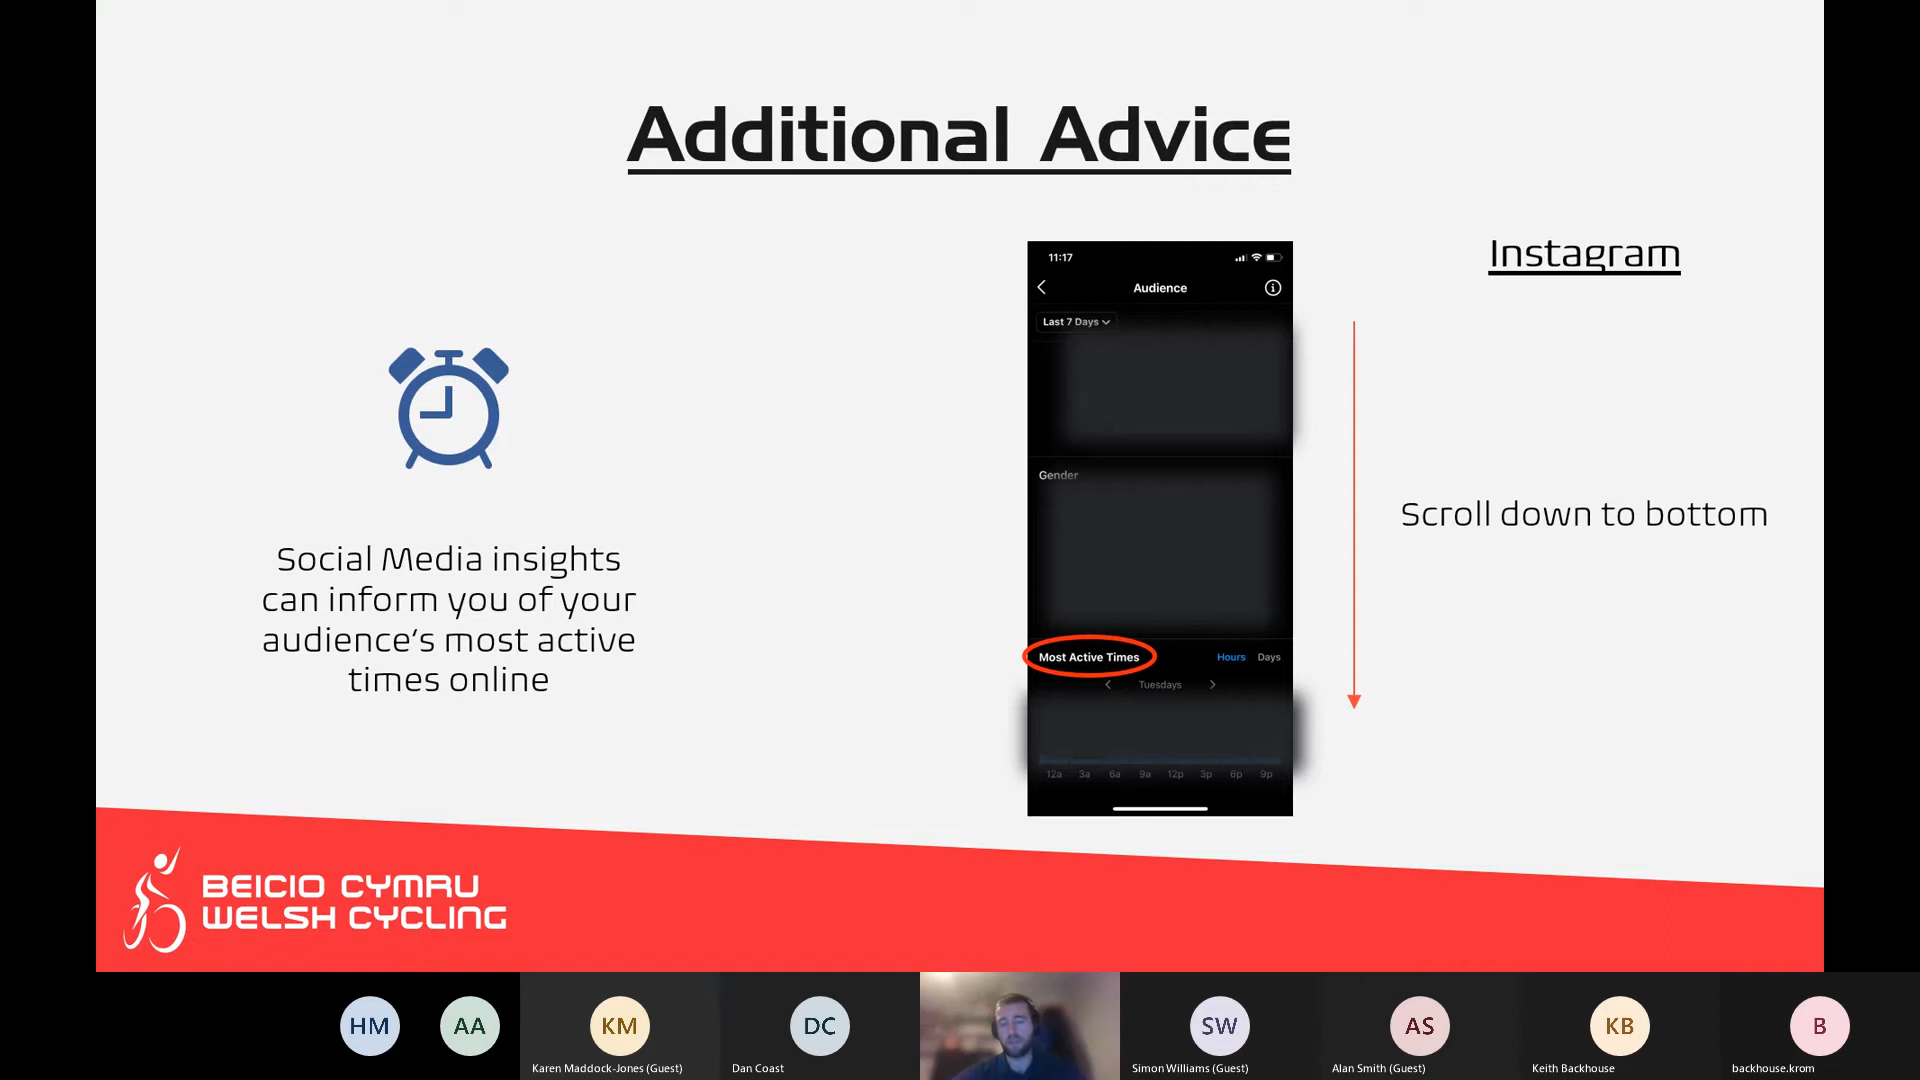 Additional Advice
Instagram
11:17
Audience
Last 7 Days
Gender
Most Active Times
Hours
Days
Tuesdays
12a 3a 6a 9a 12p 3p 6p 9p
Scroll down to bottom
Social Media insights
can inform you of your
audience's most active
times online
BEICIO CYMRU
WELSH CYCLING
HM
AA
KM
Karen Maddock-Jones (Guest)
DC
Dan Coast
SW
Simon Williams (Guest)
AS
Alan Smith (Guest)
KB
Keith Backhouse
B
backhouse.krom